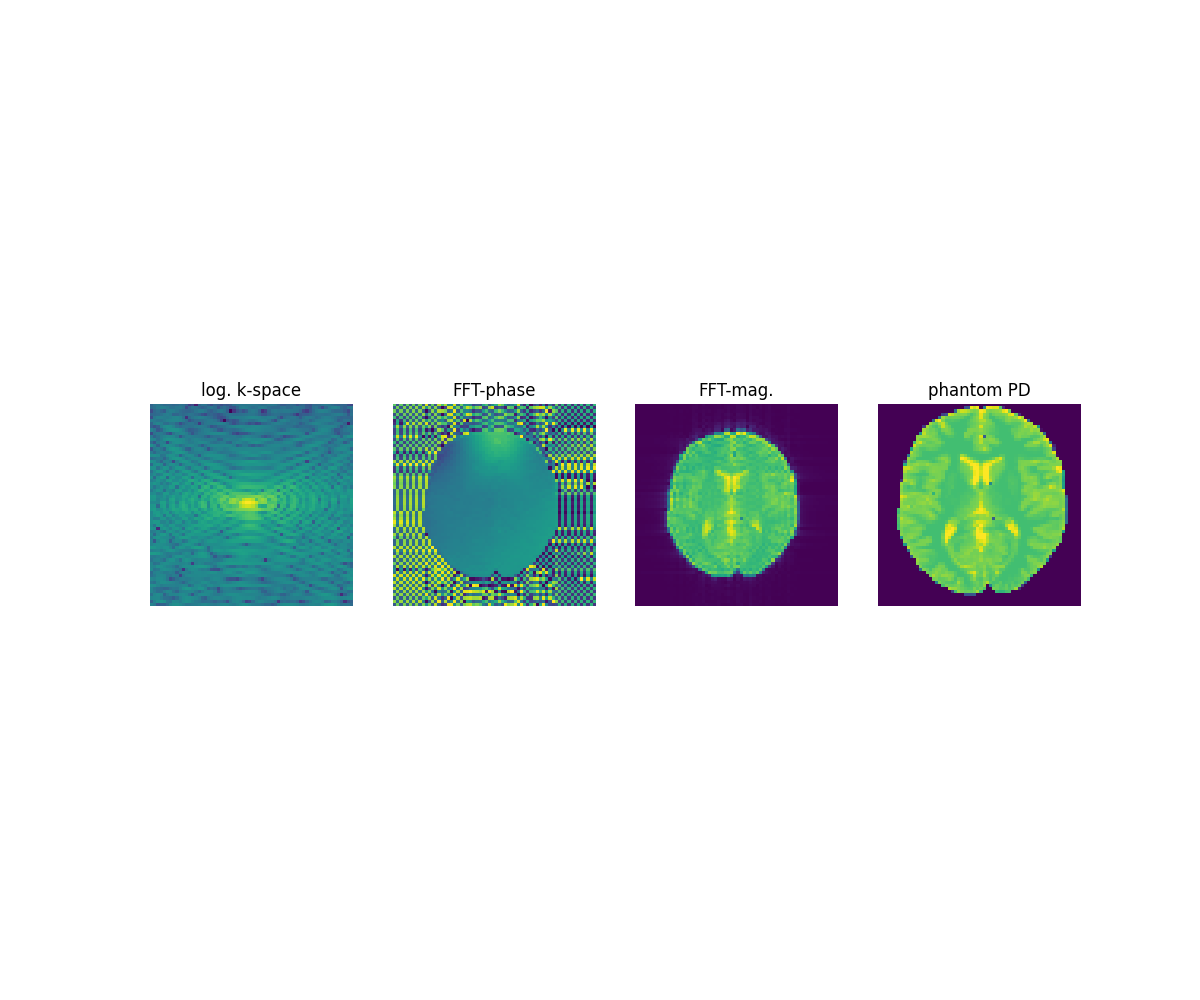 log. k-space
FFT-phase
FFT-mag.
phantom PD